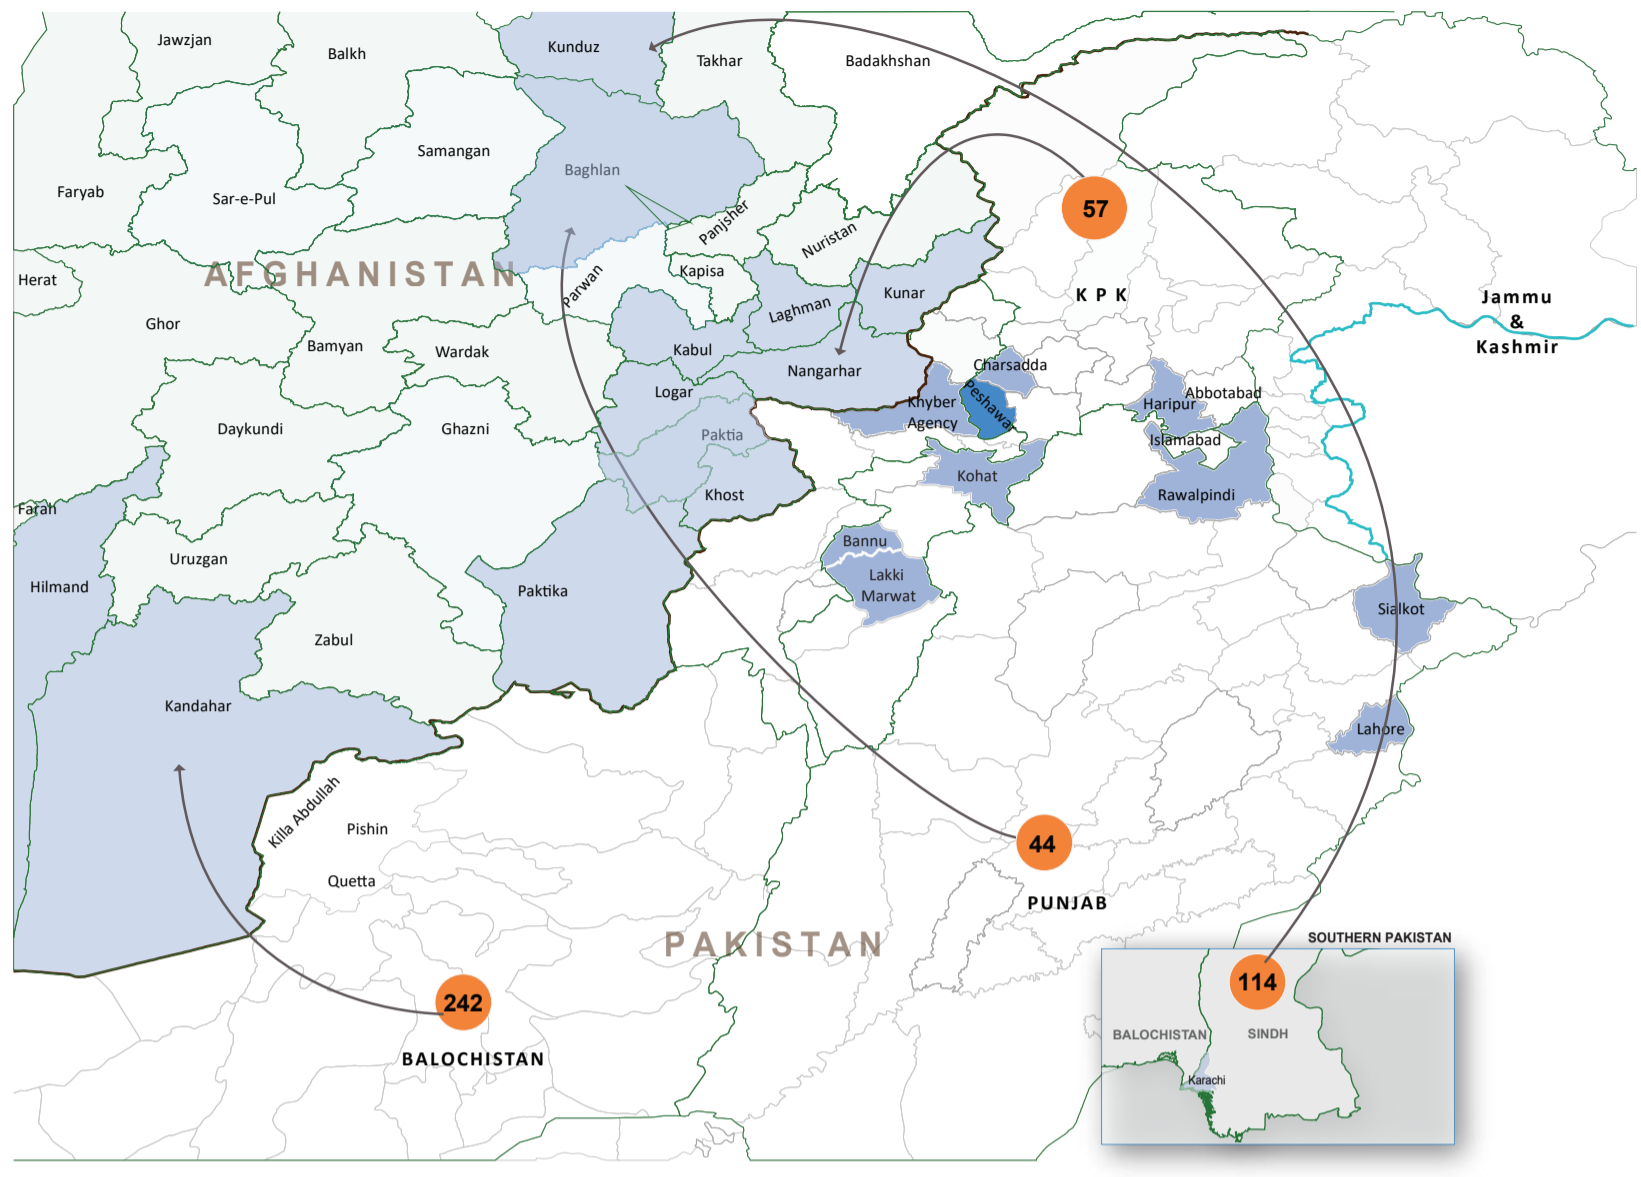 Jawzjan
Balkh
Kunduz
Takhar
Badakhshan
Samangan
Baghlan
Faryab
Sar-e-Pul
57
Panjsher
Nuristan
AFGHANISTAN
Herat
Parwan
Kapisa
Kunar
K P K
Jammu
&
Kashmir
Laghman
Ghor
Bamyan
Wardak
Kabul
Nangarhar
Charsadda
Logar
Khyber
Agency
Peshawar
Haripur
Abbotabad
Daykundi
Ghazni
Paktia
Islamabad
Kohat
Khost
Rawalpindi
Farah
Bannu
Uruzgan
Hilmand
Paktika
Lakki
Marwat
Sialkot
Zabul
Kandahar
Lahore
Killa Abdullah
Pishin
44
Quetta
PUNJAB
PAKISTAN
SOUTHERN PAKISTAN
114
242
BALOCHISTAN
SINDH
BALOCHISTAN
Karachi